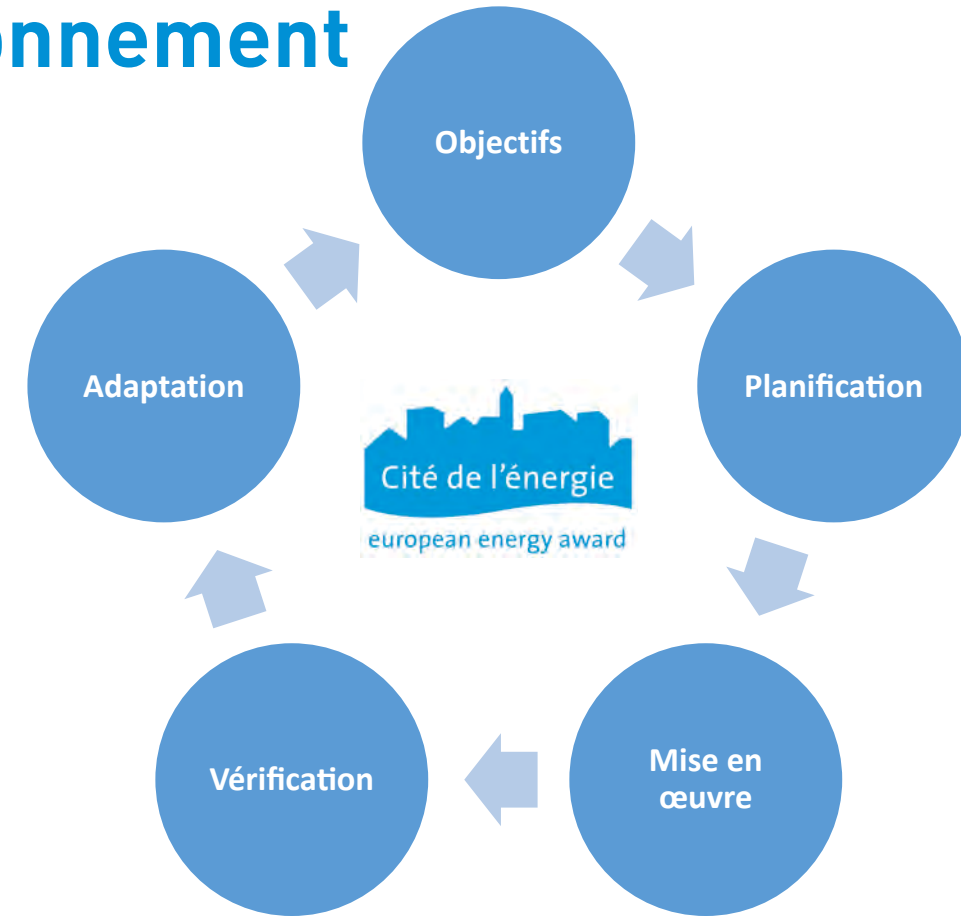 onnement
Objectifs
Planification
Mise en
œuvre
Vérification
Adaptation
Cité de l'énergie
european energy award